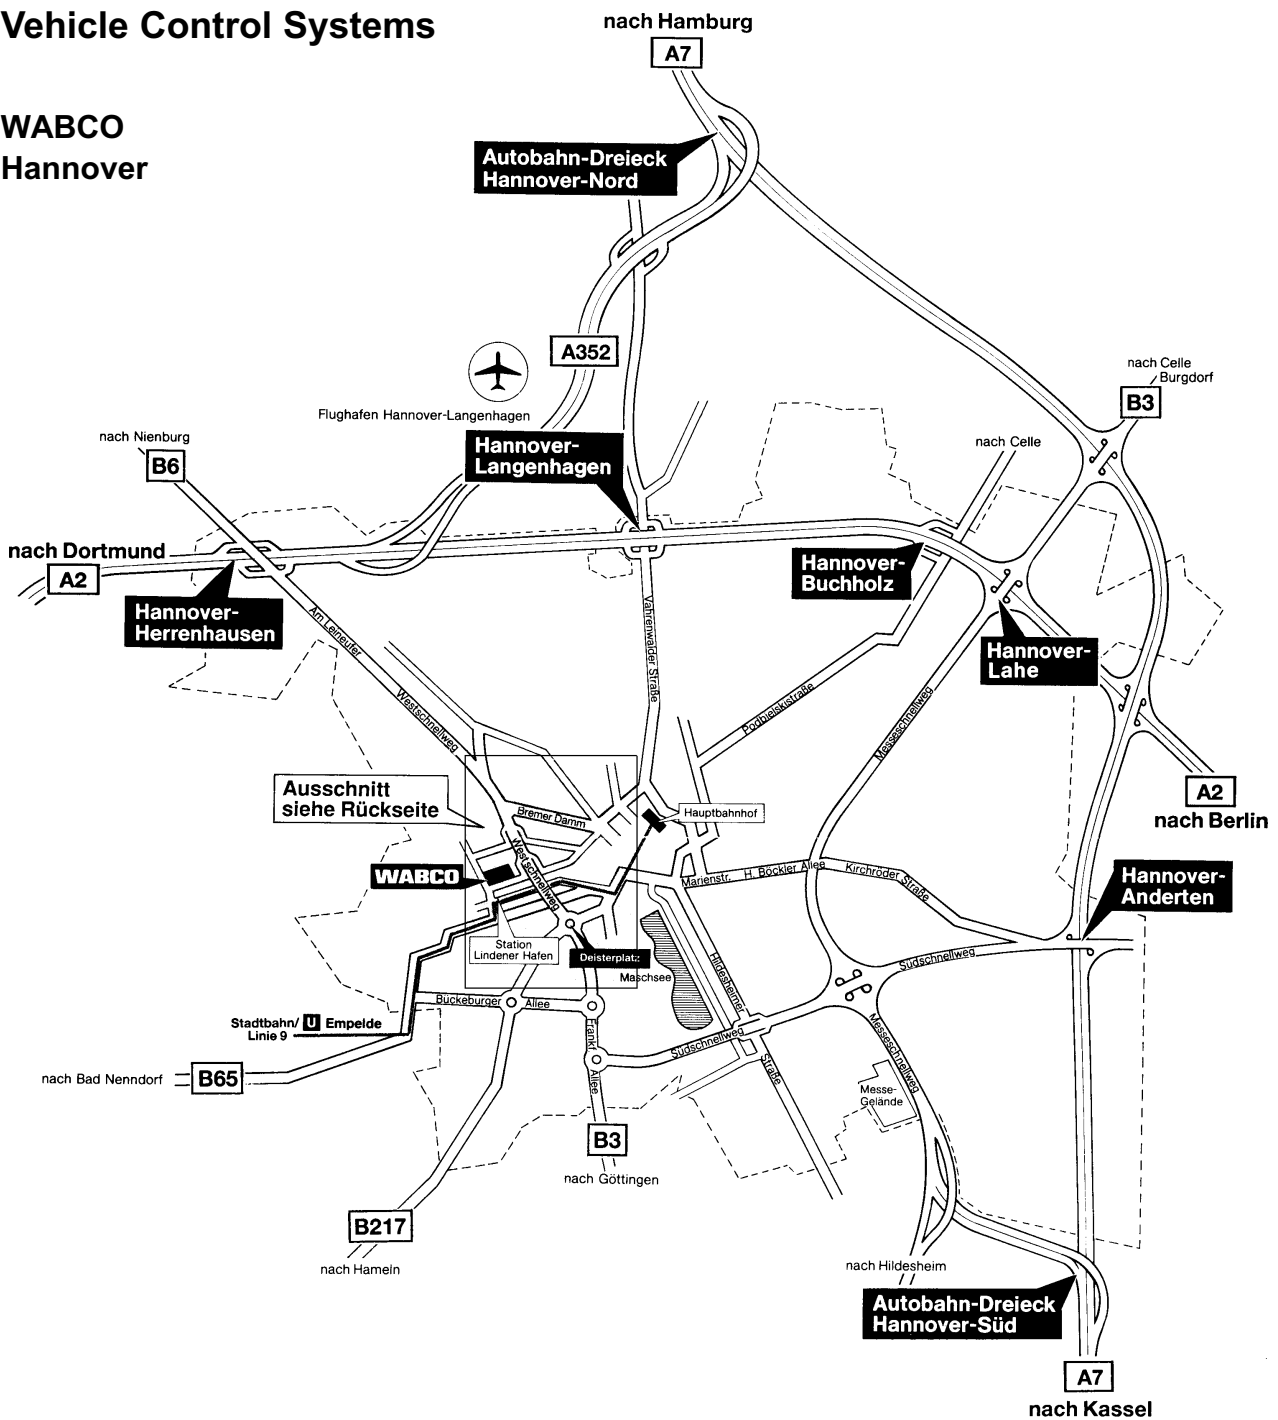 Vehicle Control Systems
nach Hamburg
A7
WABCO
Hannover
Autobahn-Dreieck
Hannover-Nord
A352
Flughafen Hannover-Langenhagen
nach Celle
Burgdorf
B3
nach Nienburg
B6
Hannover-
Langenhagen
nach Celle
nach Dortmund
A2
Hannover-
Herrenhausen
Hannover-
Buchholz
Hannover-
Lahe
Am Leineufer
Westschnellweg
Vahrenwalder Straße
Podbielskistraße
Messeschnellweg
A2
nach Berlin
Ausschnitt
siehe Rückseite
Bremer Damm
Hauptbahnhof
Westschnellweg
WABCO
Marienstr.
H. Böckler Allee
Kirchröder Straße
Hannover-
Anderten
Station
Lindener Hafen
Deisterplatz
Maschsee
Hildesheimer
Südschnellweg
Bückeburger
Allee
Stadtbahn/ U Empelde
Linie 9
Frankf.
Allee
Südschnellweg
Straße
Messeschnellweg
Messe-
Gelände
nach Bad Nenndorf
B65
B3
nach Göttingen
B217
nach Hameln
nach Hildesheim
Autobahn-Dreieck
Hannover-Süd
A7
nach Kassel